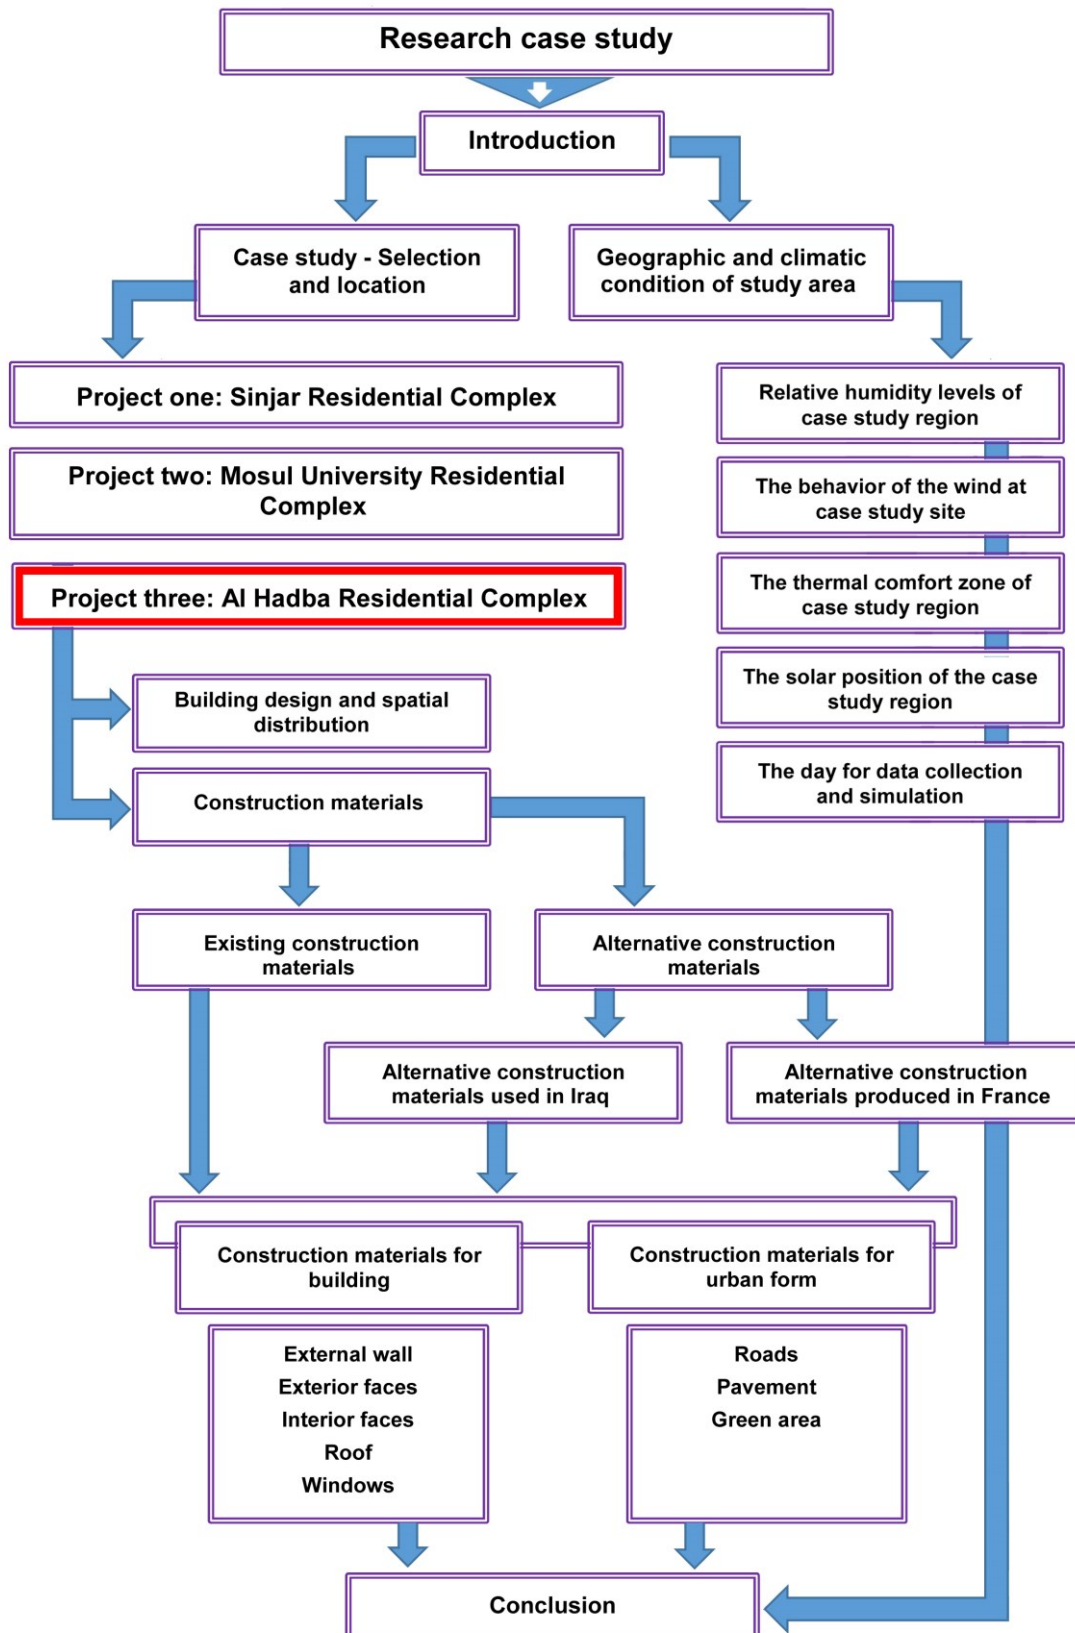 Research case study
Introduction
Case study - Selection
and location
Geographic and climatic
condition of study area
Project one: Sinjar Residential Complex
Project two: Mosul University Residential
Complex
Project three: Al Hadba Residential Complex
Relative humidity levels of
case study region
The behavior of the wind at
case study site
The thermal comfort zone of
case study region
The solar position of the case
study region
The day for data collection
and simulation
Building design and spatial
distribution
Construction materials
Existing construction
materials
Alternative construction
materials
Alternative construction
materials used in Iraq
Alternative construction
materials produced in France
Construction materials for
building
Construction materials for
urban form
External wall
Exterior faces
Interior faces
Roof
Windows
Roads
Pavement
Green area
Conclusion